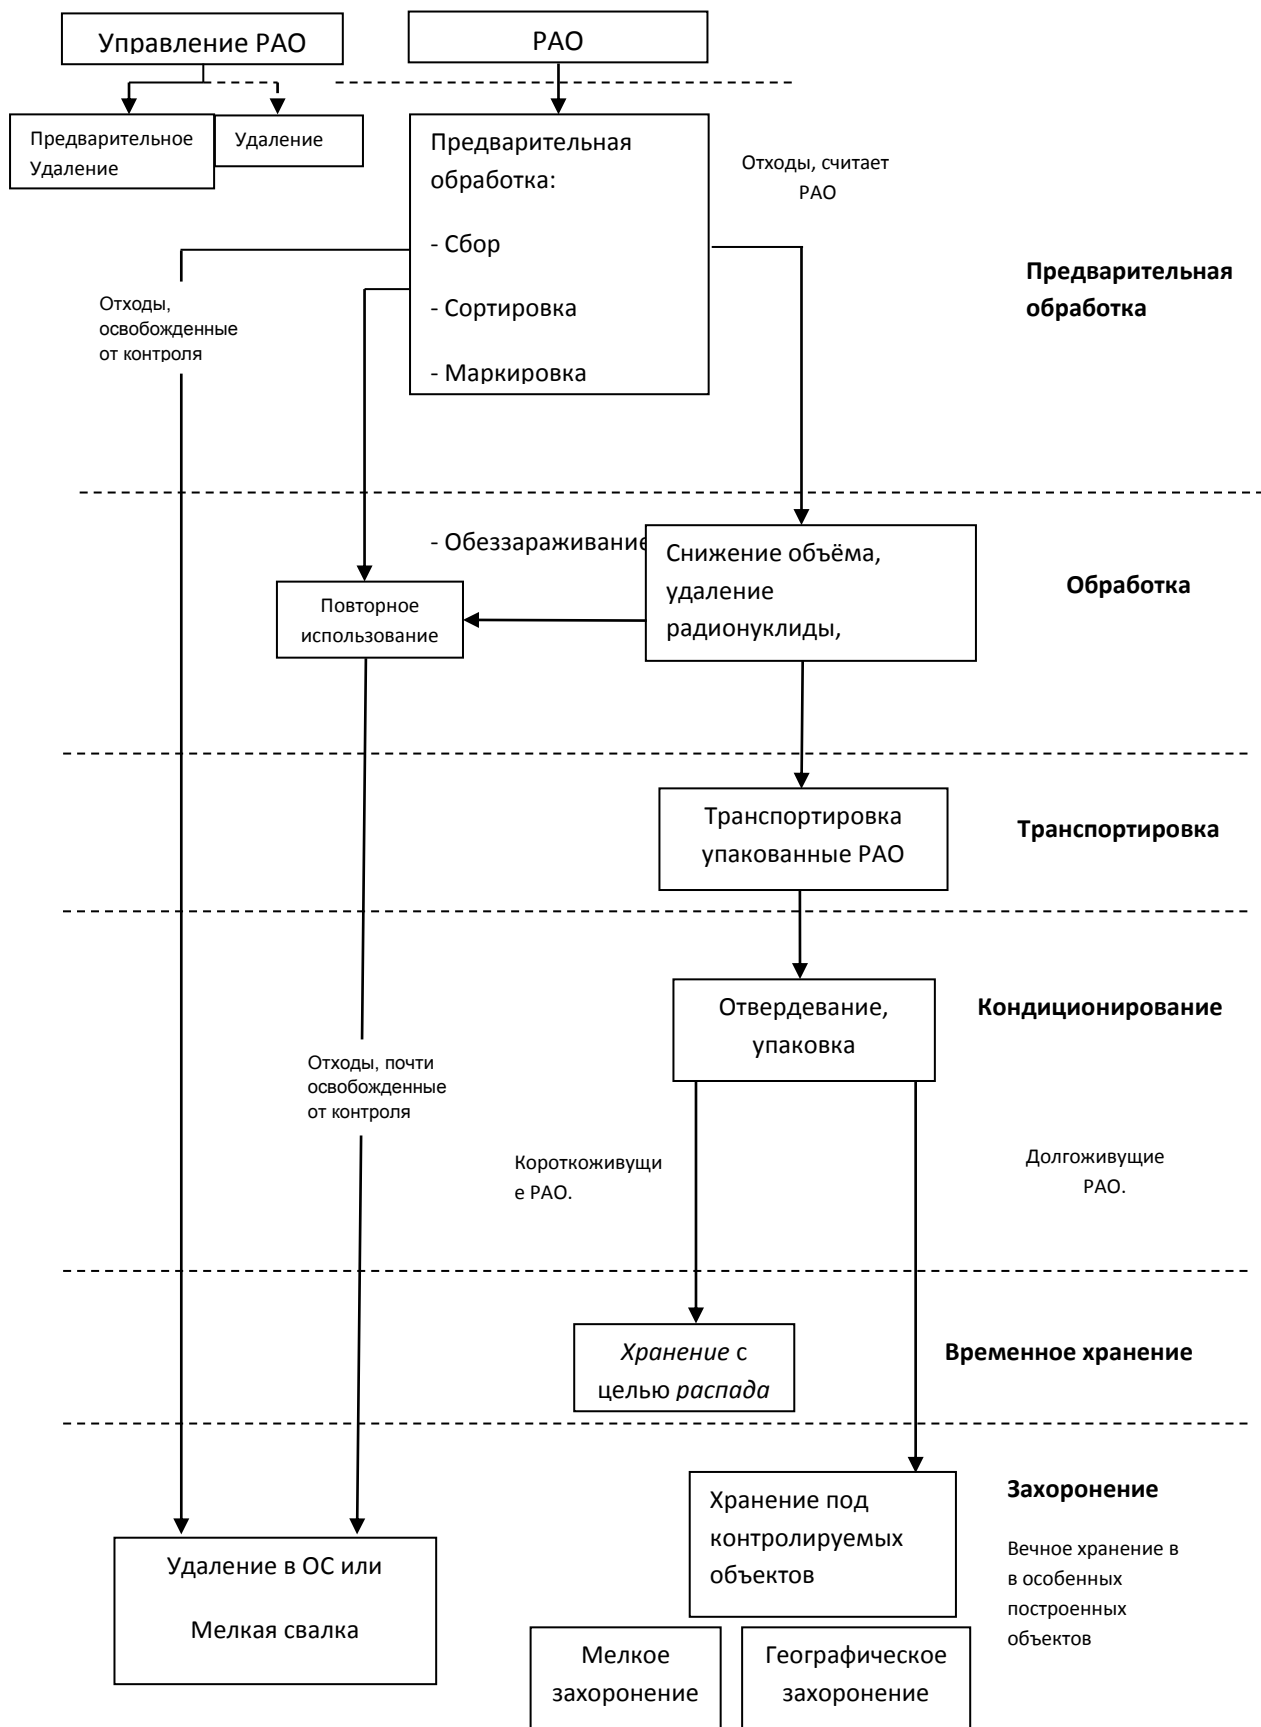 Управление РАО
РАО
Предварительное
Удаление
Удаление
Предварительная
обработка:
- Сбор
- Сортировка
- Маркировка
Отходы, считает
РАО
Отходы,
освобожденные
от контроля
Предварительная
обработка
- Обеззараживание
Снижение объёма,
удаление
радионуклиды,
Обработка
Повторное
использование
Транспортировка
упакованные РАО
Транспортировка
Отвердевание,
упаковка
Кондиционирование
Отходы, почти
освобожденные
от контроля
Короткоживущи
е РАО.
Долгоживущие
РАО.
Хранение с
целью распада
Временное хранение
Хранение под
контролируемых
объектов
Захоронение
Вечное хранение в
в особенных
построенных
объектов
Удаление в ОС или
Мелкая свалка
Мелкое
захоронение
Географическое
захоронение